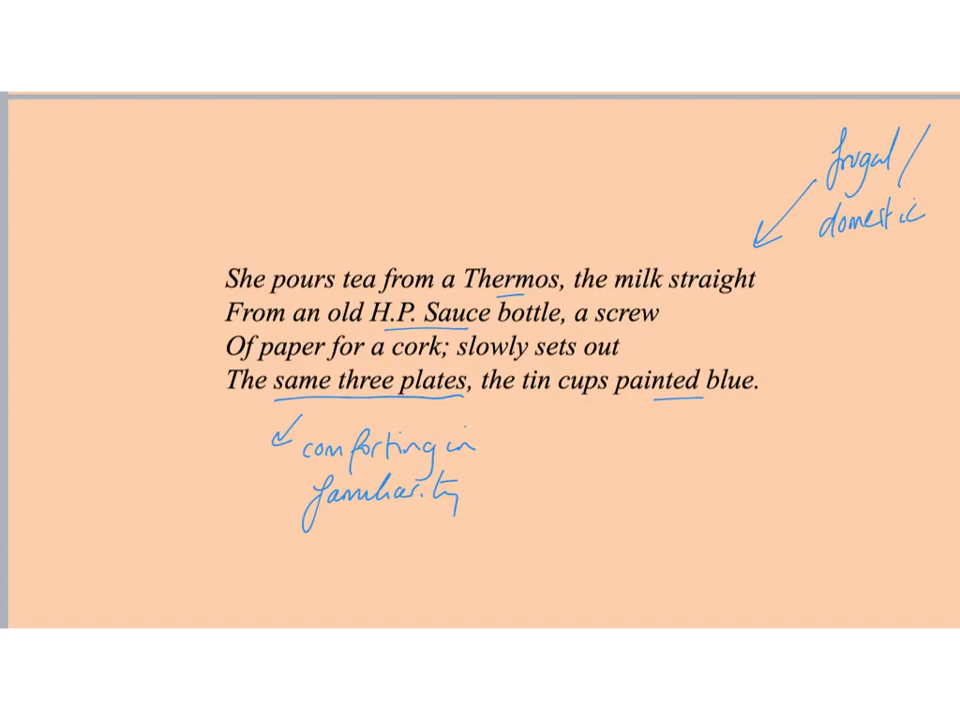 frugal /
domestic
She pours tea from a Thermos, the milk straight
From an old H.P. Sauce bottle, a screw
Of paper for a cork; slowly sets out
The same three plates, the tin cups painted blue.
comforting in
familiarity